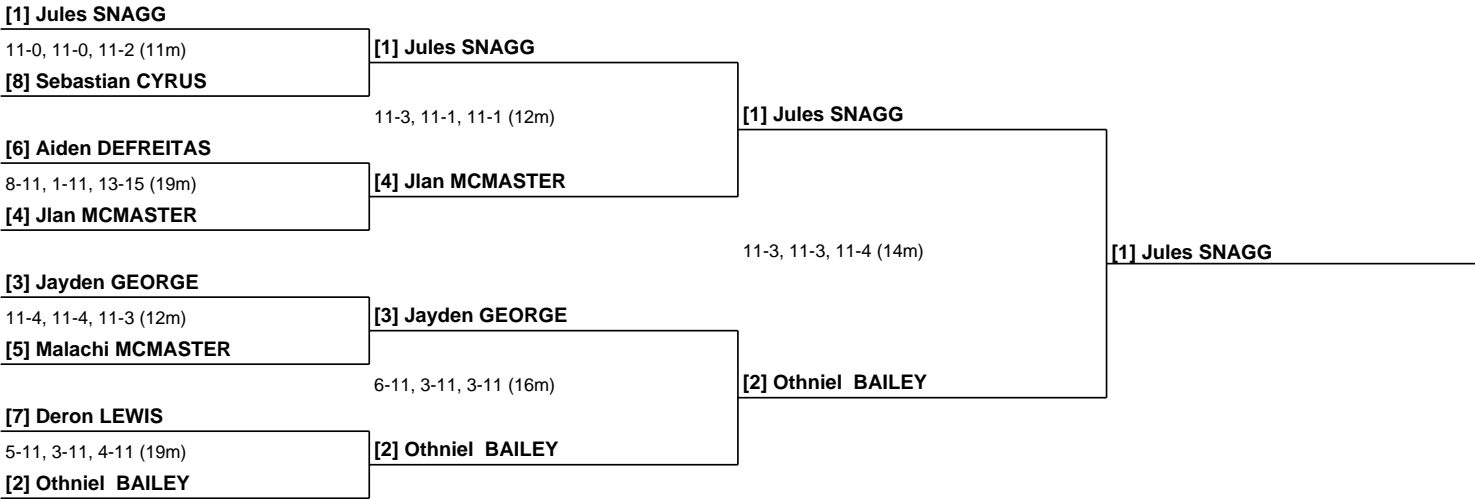 [1] Jules SNAGG
11-0, 11-0, 11-2 (11m)
[8] Sebastian CYRUS
[6] Aiden DEFREITAS
8-11, 1-11, 13-15 (19m)
[4] Jlan MCMASTER
[3] Jayden GEORGE
11-4, 11-4, 11-3 (12m)
[5] Malachi MCMASTER
[7] Deron LEWIS
5-11, 3-11, 4-11 (19m)
[2] Othniel  BAILEY
[1] Jules SNAGG
11-3, 11-1, 11-1 (12m)
[4] Jlan MCMASTER
[3] Jayden GEORGE
6-11, 3-11, 3-11 (16m)
[2] Othniel  BAILEY
[1] Jules SNAGG
11-3, 11-3, 11-4 (14m)
[2] Othniel  BAILEY
[1] Jules SNAGG